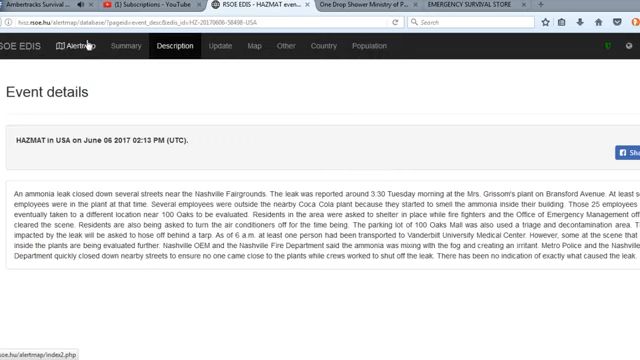 Ambertracks Survival
Subscriptions - YouTube
RSOE EDIS - HAZMAT even
One Drop Shower Ministry of P
EMERGENCY SURVIVAL STORE
hisz.rsoe.hu/alertmap/database/?pageid=event_desc&edis_id=HZ-20170606-58498-USA
Search
RSOE EDIS
Alertmap
Summary
Description
Update
Map
Other
Country
Population
Event details
HAZMAT in USA on June 06 2017 02:13 PM (UTC).
Sha
An ammonia leak closed down several streets near the Nashville Fairgrounds. The leak was reported around 3:30 Tuesday morning at the Mrs. Grissom's plant on Bransford Avenue. At least s
employees were in the plant at that time. Several employees were outside the nearby Coca Cola plant because they started to smell the ammonia inside their building. Those 25 employees
eventually taken to a different location near 100 Oaks to be evaluated. Residents in the area were asked to shelter in place while fire fighters and the Office of Emergency Management off
cleared the scene. Residents are also being asked to turn the air conditioners off for the time being. The parking lot of 100 Oaks Mall was also used a triage and decontamination area. T
impacted by the leak will be asked to hose off behind a tarp. As of 6 a.m. at least one person had been transported to Vanderbilt University Medical Center. However, some at the scene that
inside the plants are being evaluated further. Nashville OEM and the Nashville Fire Department said the ammonia was mixing with the fog and creating an irritant. Metro Police and the Nashvill
Department quickly closed down nearby streets to ensure no one came close to the plants while crews worked to shut off the leak. There has been no indication of exactly what caused the leak.
soe.hu/alertmap/index2.php